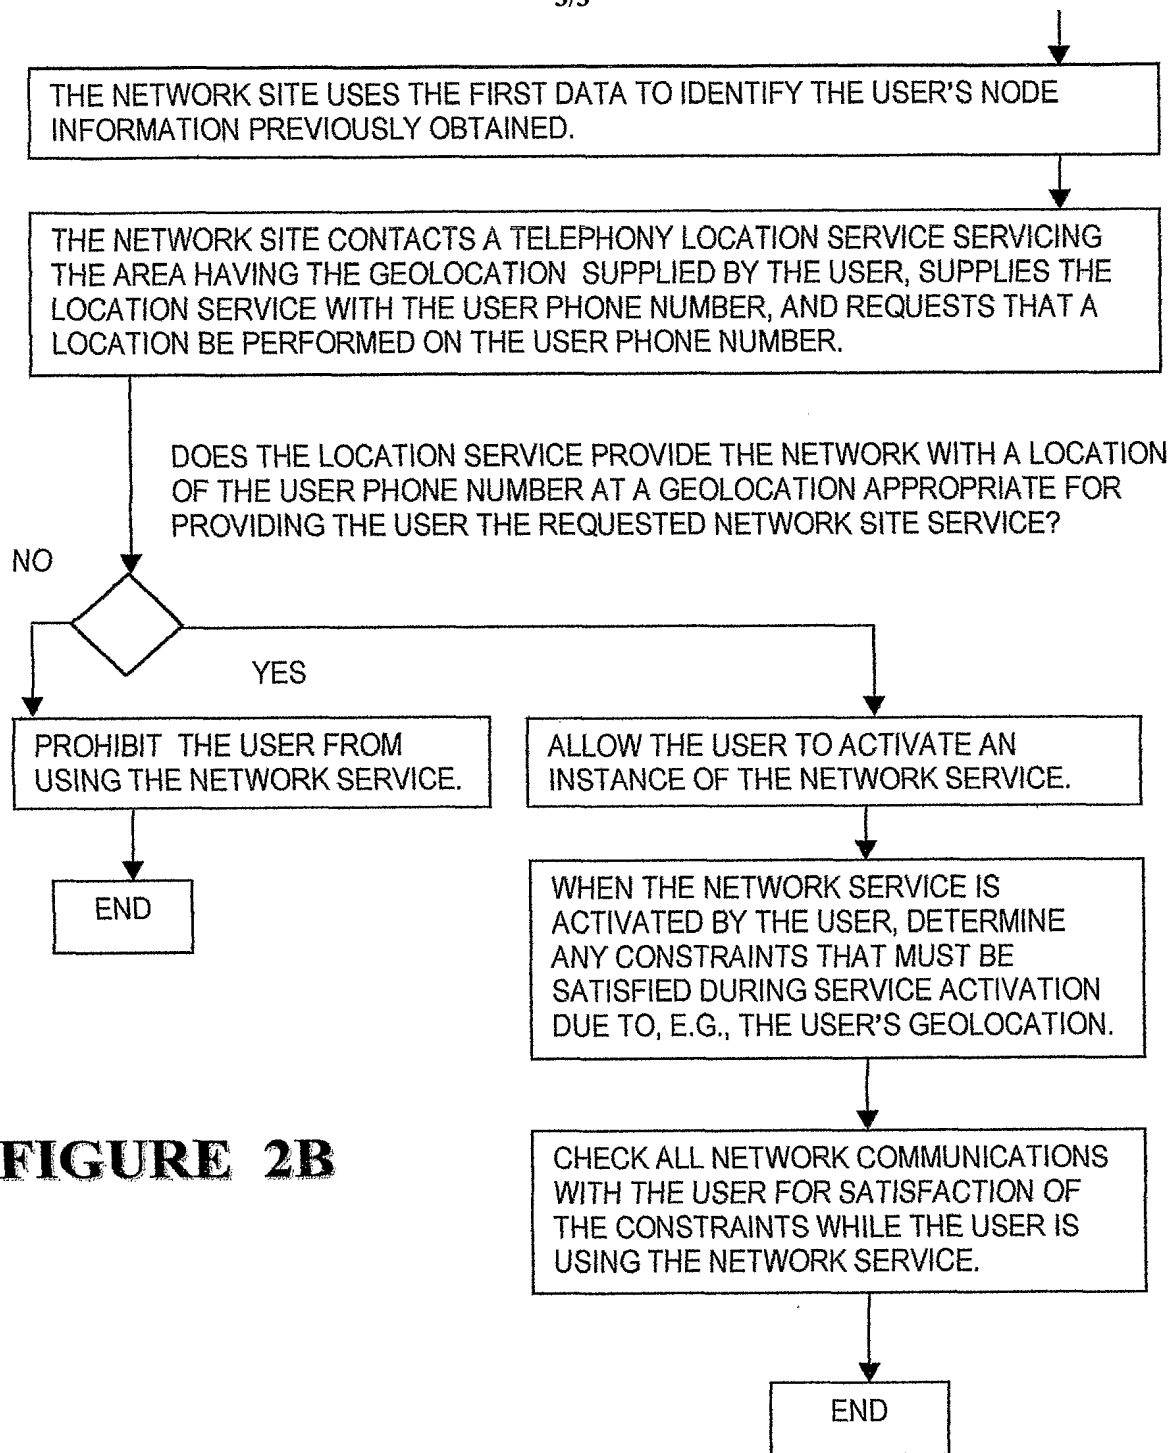 3/3
THE NETWORK SITE USES THE FIRST DATA TO IDENTIFY THE USER'S NODE
INFORMATION PREVIOUSLY OBTAINED.
THE NETWORK SITE CONTACTS A TELEPHONY LOCATION SERVICE SERVICING
THE AREA HAVING THE GEOLOCATION SUPPLIED BY THE USER, SUPPLIES THE
LOCATION SERVICE WITH THE USER PHONE NUMBER, AND REQUESTS THAT A
LOCATION BE PERFORMED ON THE USER PHONE NUMBER.
DOES THE LOCATION SERVICE PROVIDE THE NETWORK WITH A LOCATION
OF THE USER PHONE NUMBER AT A GEOLOCATION APPROPRIATE FOR
PROVIDING THE USER THE REQUESTED NETWORK SITE SERVICE?
NO
YES
PROHIBIT THE USER FROM
USING THE NETWORK SERVICE.
END
ALLOW THE USER TO ACTIVATE AN
INSTANCE OF THE NETWORK SERVICE.
WHEN THE NETWORK SERVICE IS
ACTIVATED BY THE USER, DETERMINE
ANY CONSTRAINTS THAT MUST BE
SATISFIED DURING SERVICE ACTIVATION
DUE TO, E.G., THE USER'S GEOLOCATION.
CHECK ALL NETWORK COMMUNICATIONS
WITH THE USER FOR SATISFACTION OF
THE CONSTRAINTS WHILE THE USER IS
USING THE NETWORK SERVICE.
END
FIGURE 2B